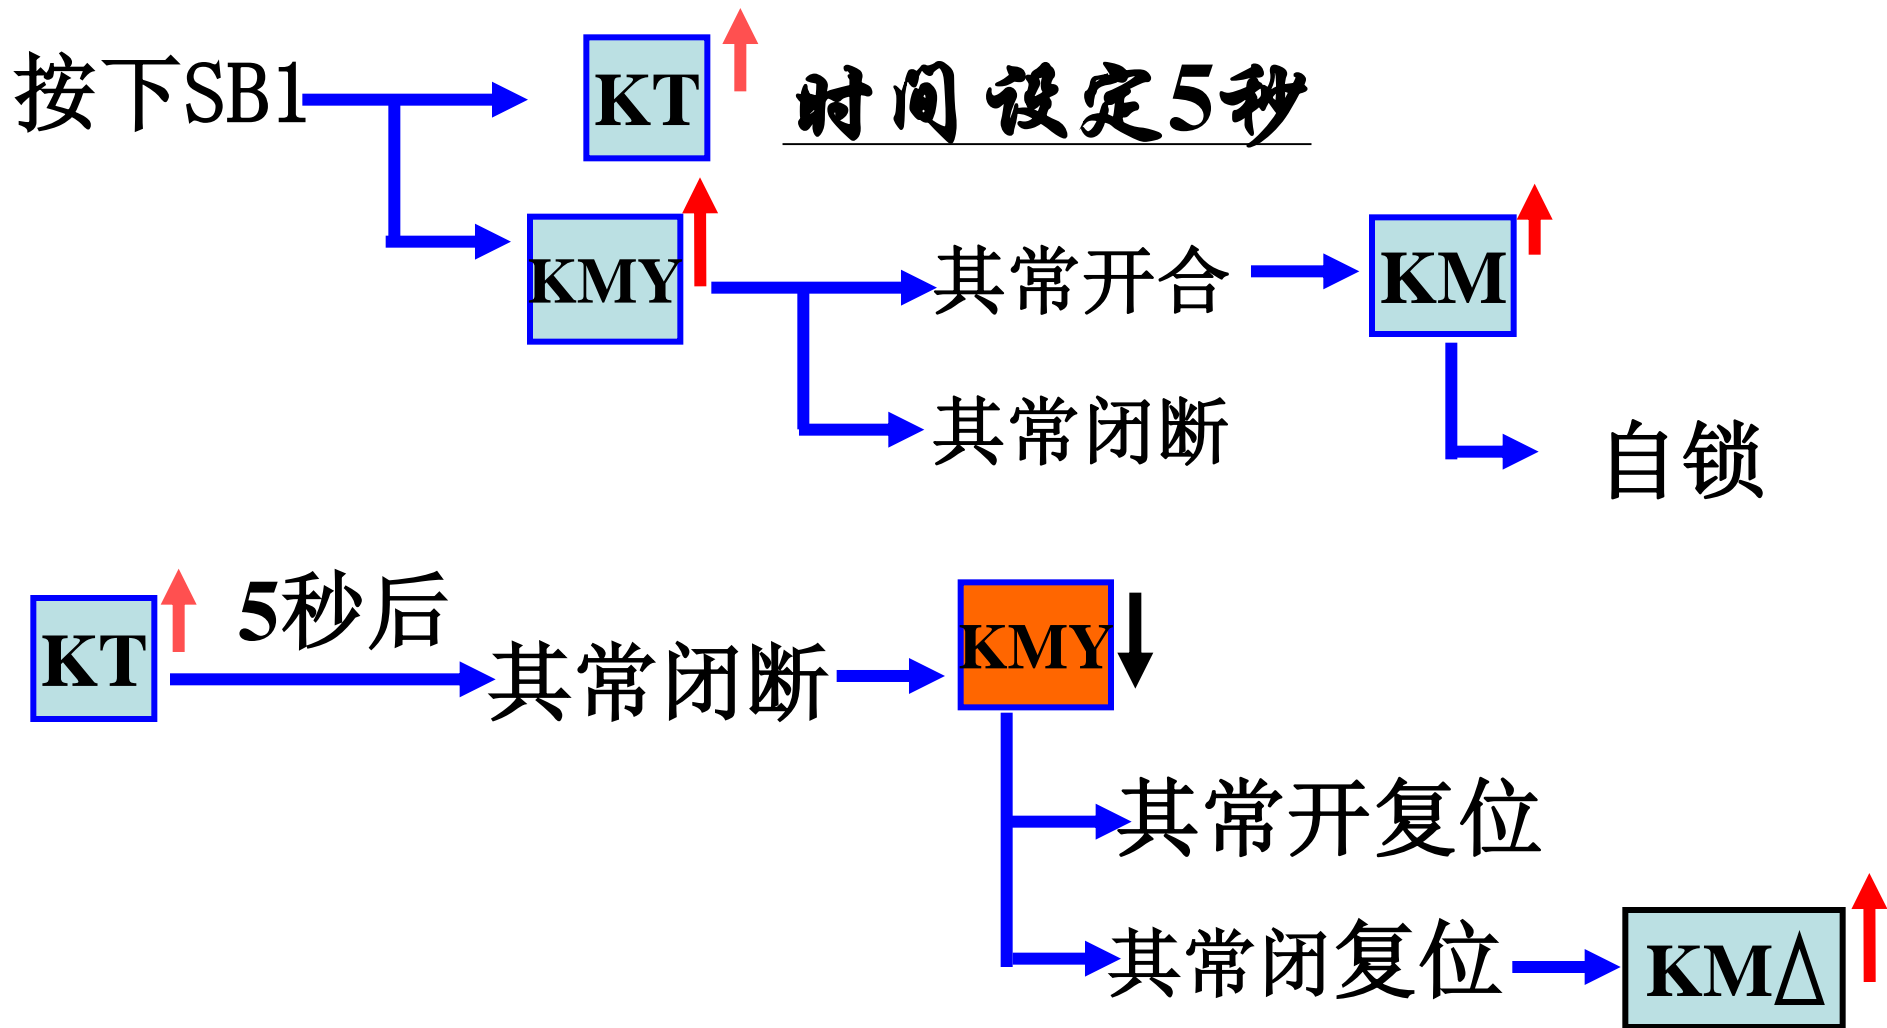 按下SB1
KT
时间设定5秒
KMY
其常开合
KM
其常闭断
自锁
KT
5秒后
其常闭断
KMY
其常开复位
其常闭复位
KMΔ